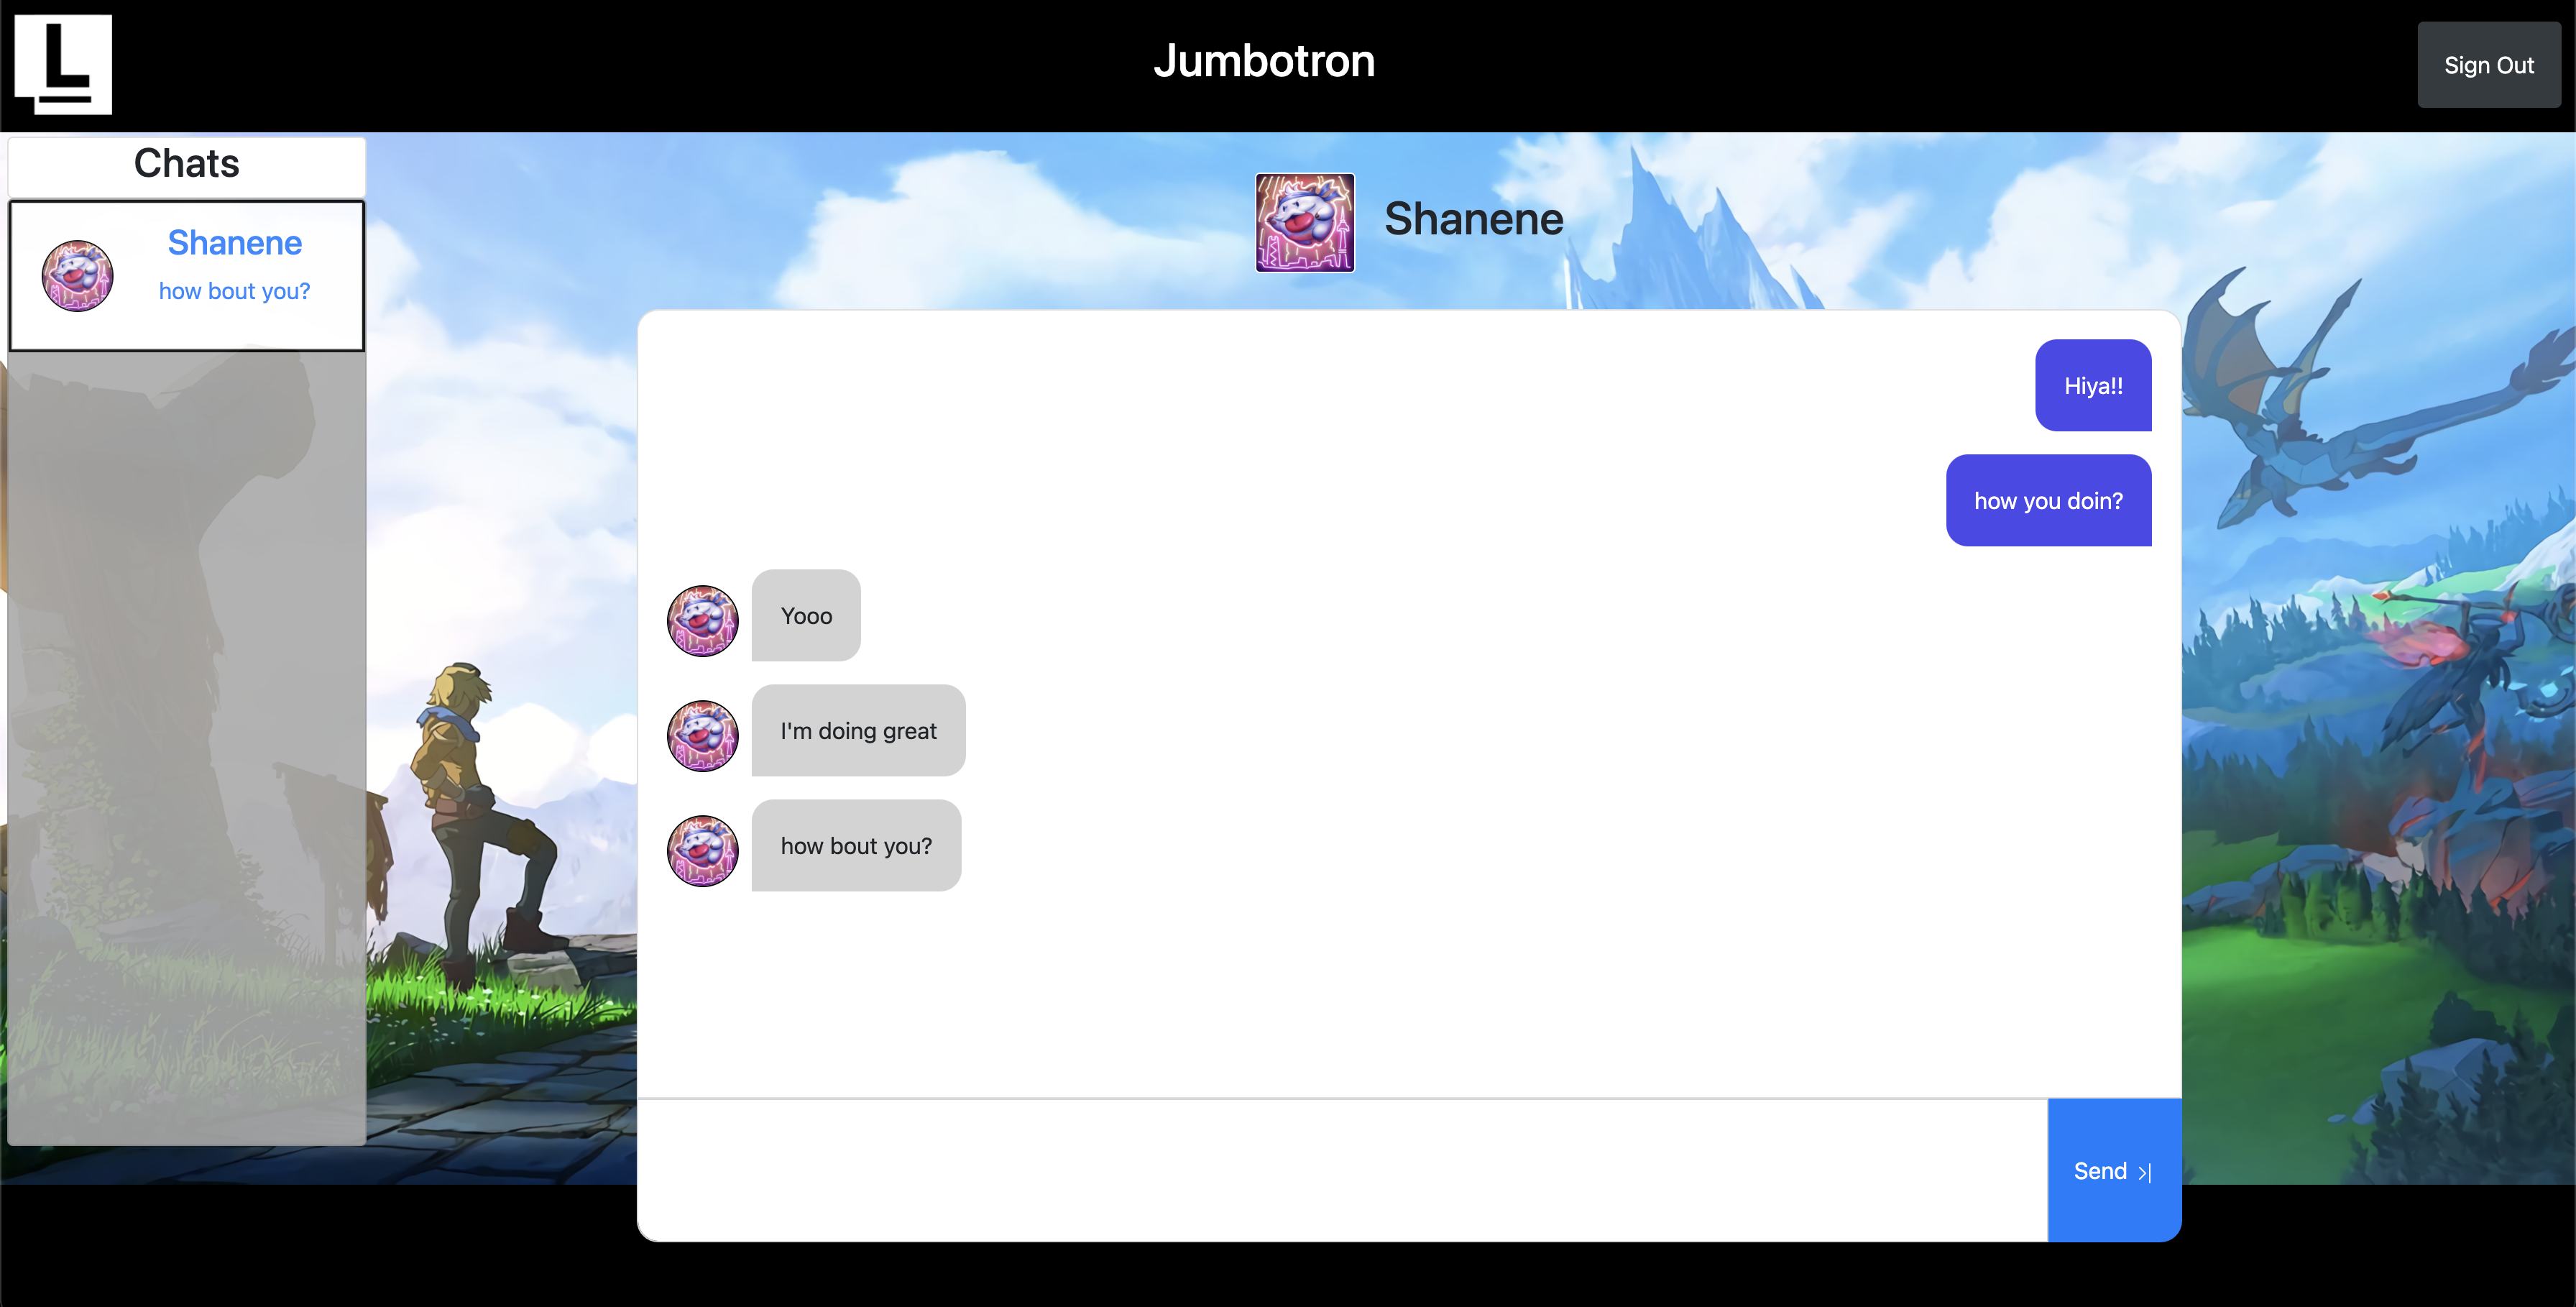 L
Jumbotron
Sign Out
Chats
Shanene
how bout you?
Shanene
Hiya!!
how you doin?
Yooo
I'm doing great
how bout you?
Send >|